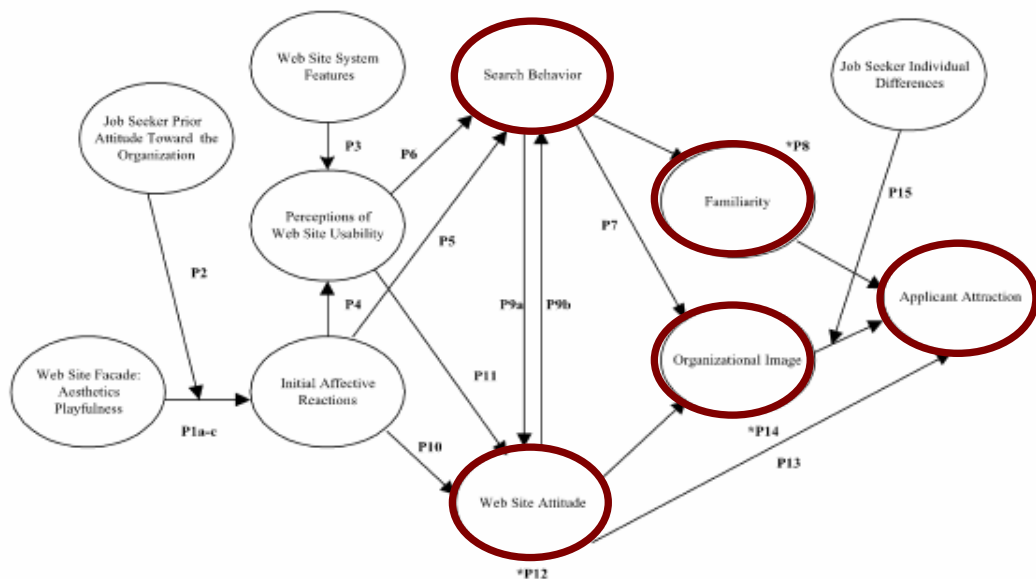 Web Site System
Features
Search Behavior
Job Seeker Individual
Differences
Job Seeker Prior
Attitude Toward the
Organization
P3
P6
*P8
Familiarity
P15
Perceptions of
Web Site Usability
P5
P7
P2
P4
P9a
P9b
Applicant Attraction
Web Site Facade:
Aesthetics
Playfulness
Initial Affective
Reactions
Organizational Image
P11
P1a-c
P10
*P14
P13
Web Site Attitude
*P12